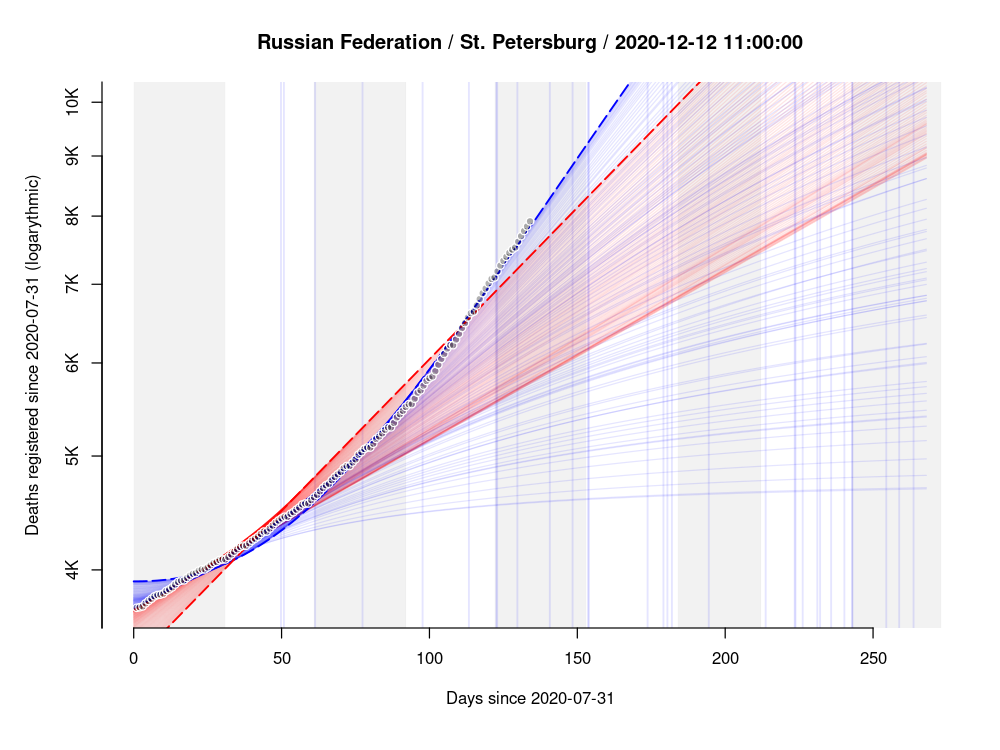 Russian Federation / St. Petersburg / 2020-12-12 11:00:00
Deaths registered since 2020-07-31 (logarythmic)
10K
9K
8K
7K
6K
5K
4K
0 50 100 150 200 250
Days since 2020-07-31